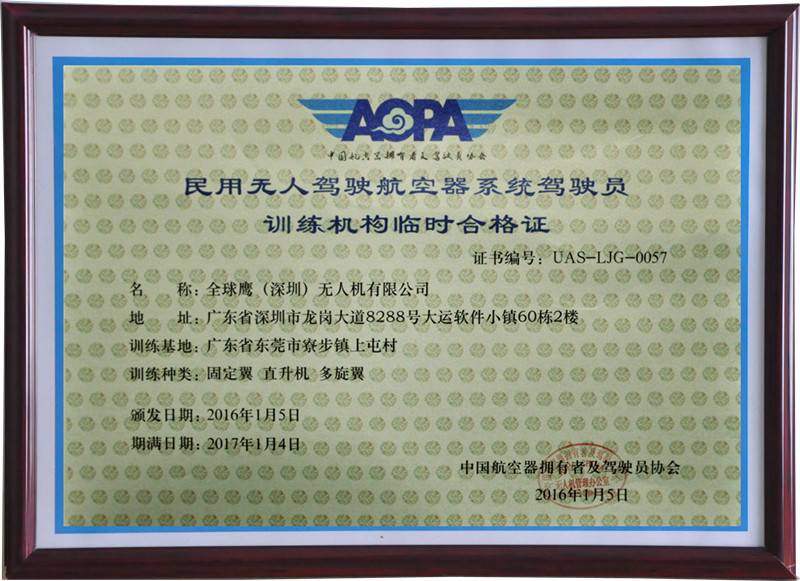 AOPA
中国航空器拥有者及驾驶员协会
民用无人驾驶航空器系统驾驶员
训练机构临时合格证
证书编号：UAS-LJG-0057
名 称：全球鹰（深圳）无人机有限公司
地 址：广东省深圳市龙岗大道8288号大运软件小镇60栋2楼
训练基地：广东省东莞市寮步镇上屯村
训练种类：固定翼 直升机 多旋翼
颁发日期：2016年1月5日
期满日期：2017年1月4日
中国航空器拥有者及驾驶员协会
无人机管理办公室
2016年1月5日